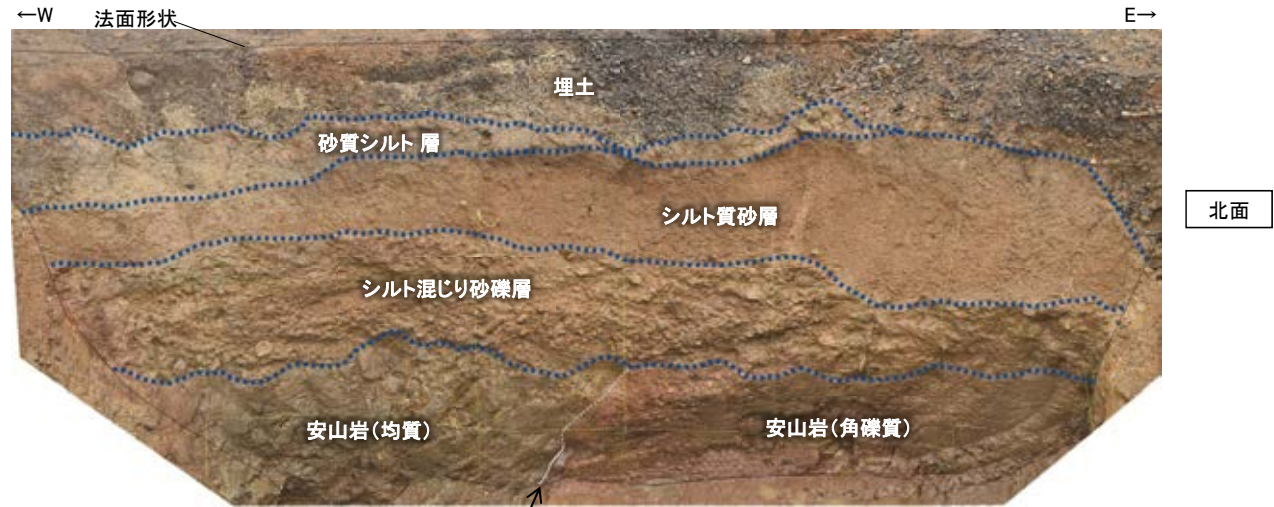 ←W
法面形状
E→
埋土
砂質シルト層
シルト質砂層
北面
シルト混じり砂礫層
安山岩(均質)
安山岩(角礫質)